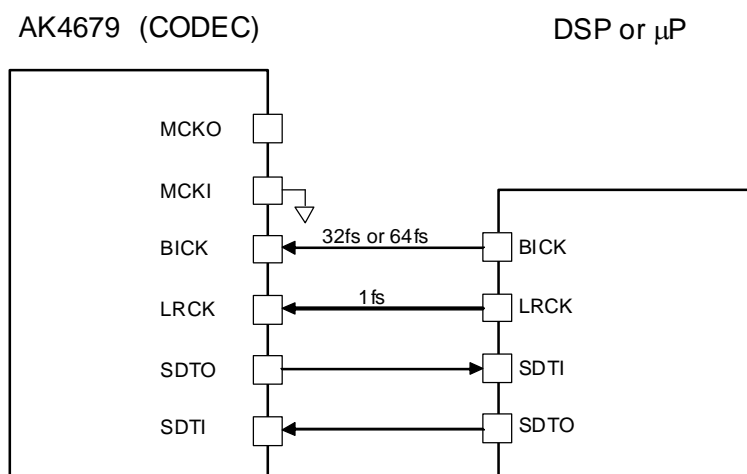 AK4679 (CODEC)
DSP or μP
MCKO
MCKI
BICK
32fs or 64fs
BICK
LRCK
1fs
LRCK
SDTO
SDTI
SDTI
SDTO